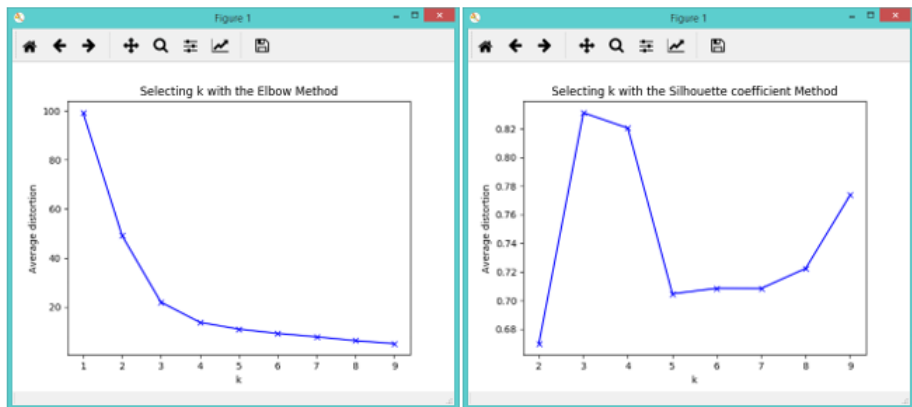 Figure 1
Selecting k with the Elbow Method
100
80
60
40
20
Average distortion
1 2 3 4 5 6 7 8 9
k
Figure 1
Selecting k with the Silhouette coefficient Method
0.82
0.80
0.78
0.76
0.74
0.72
0.70
0.68
Average distortion
2 3 4 5 6 7 8 9
k